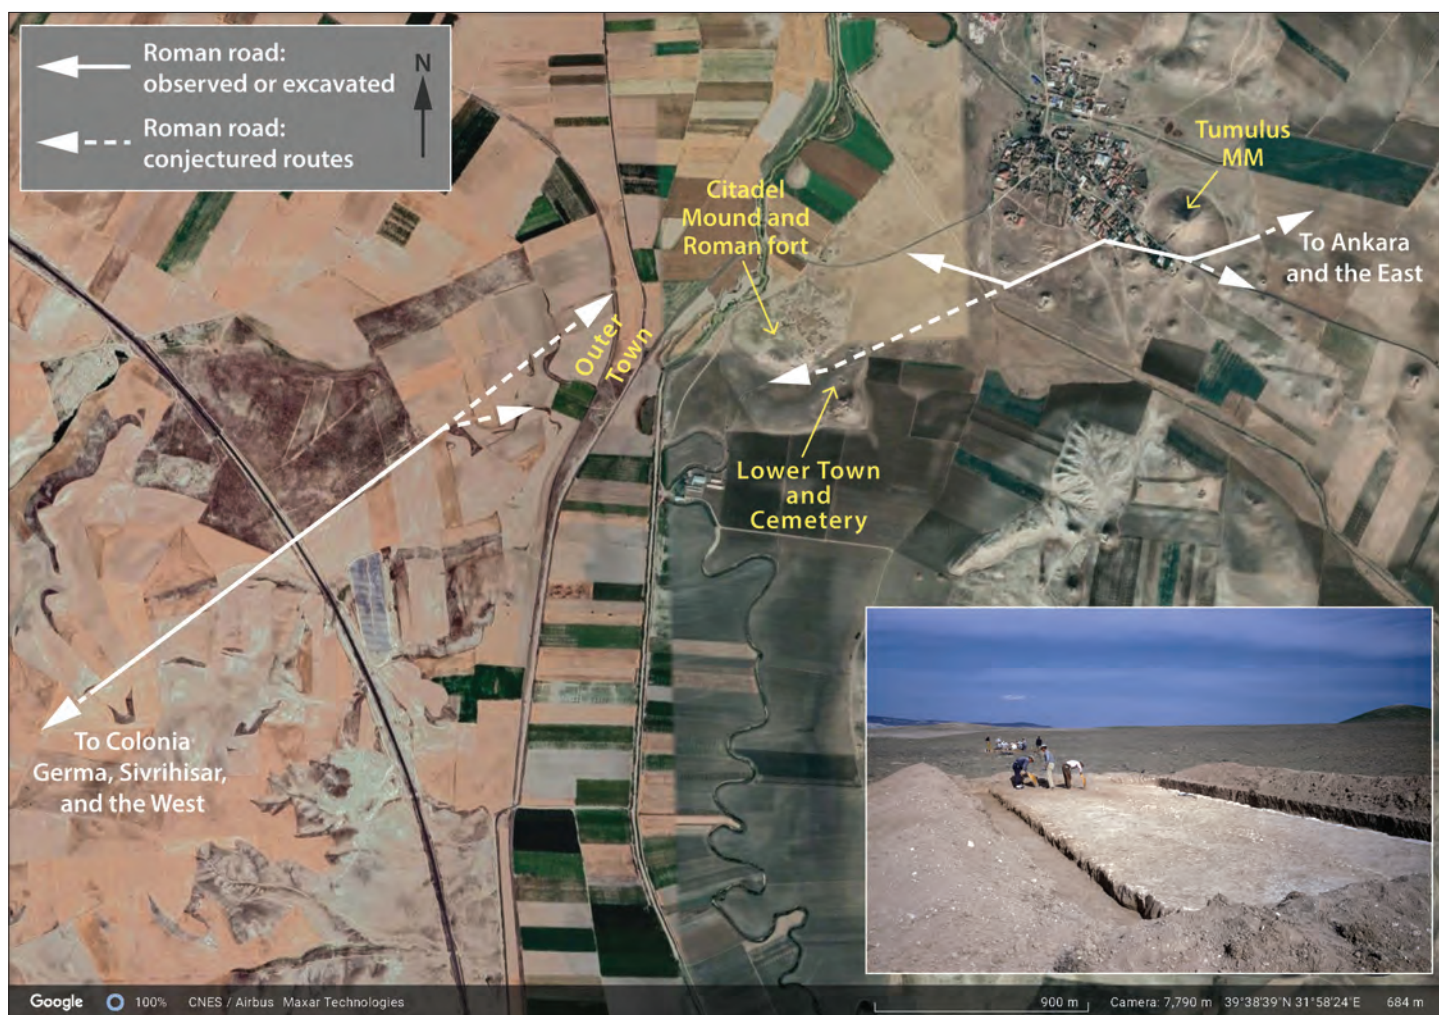 Roman road:
observed or excavated
Roman road:
conjectured routes
N
Tumulus
MM
Citadel
Mound and
Roman fort
To Ankara
and the East
Outer
Town
Lower Town
and
Cemetery
To Colonia
Germa, Sivrihisar,
and the West
Google 100% CNES / Airbus Maxar Technologies 900 m Camera: 7,790 m 39°38'39"N 31°58'24"E 684 m